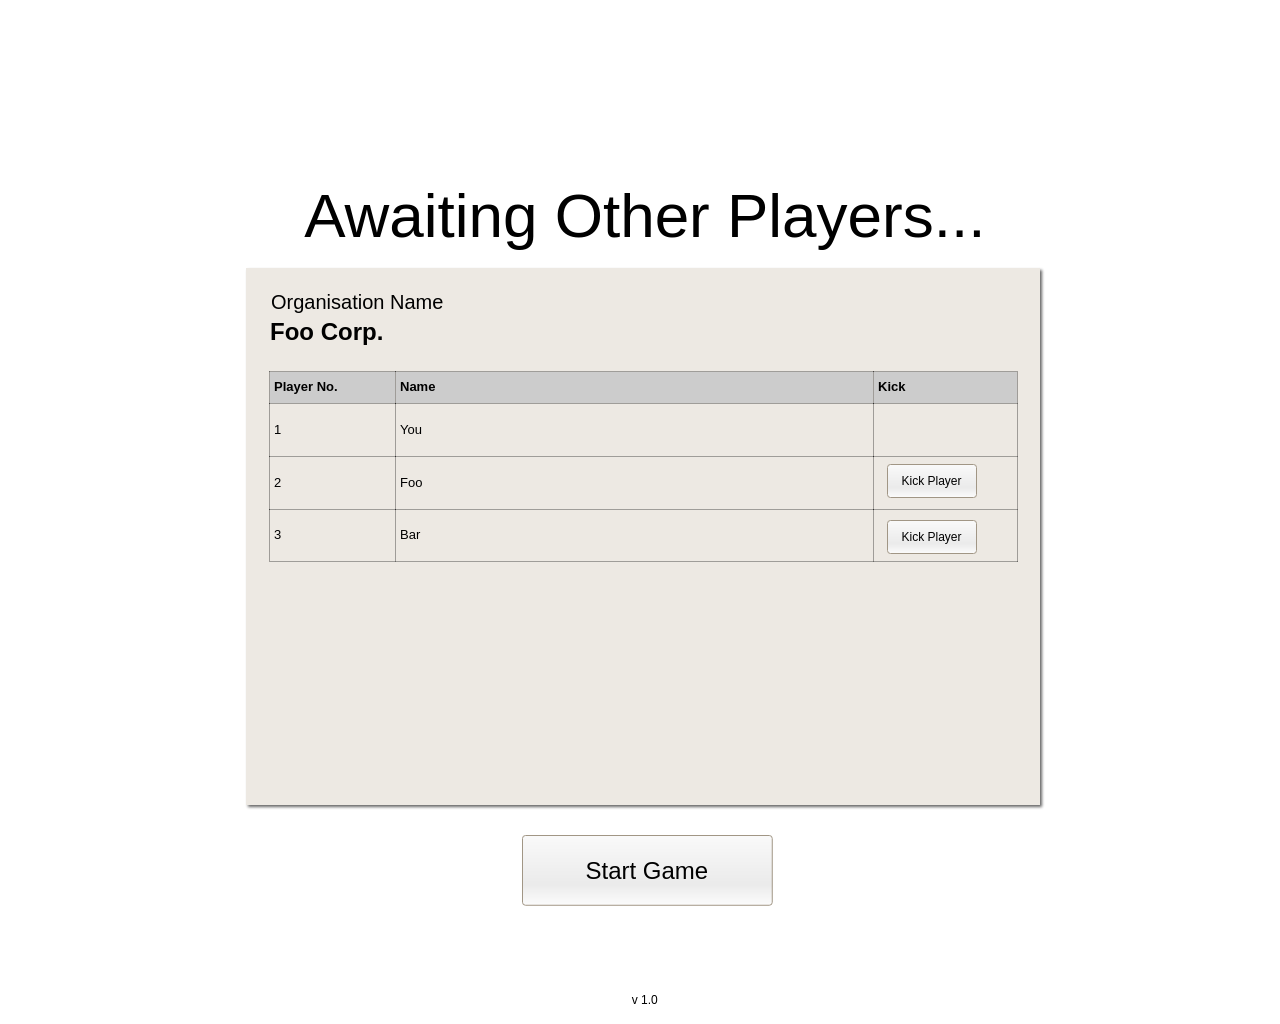 Awaiting Other Players...
Organisation Name
Foo Corp.
Player No. Name Kick
1 You
2 Foo Kick Player
3 Bar Kick Player
Start Game
v 1.0